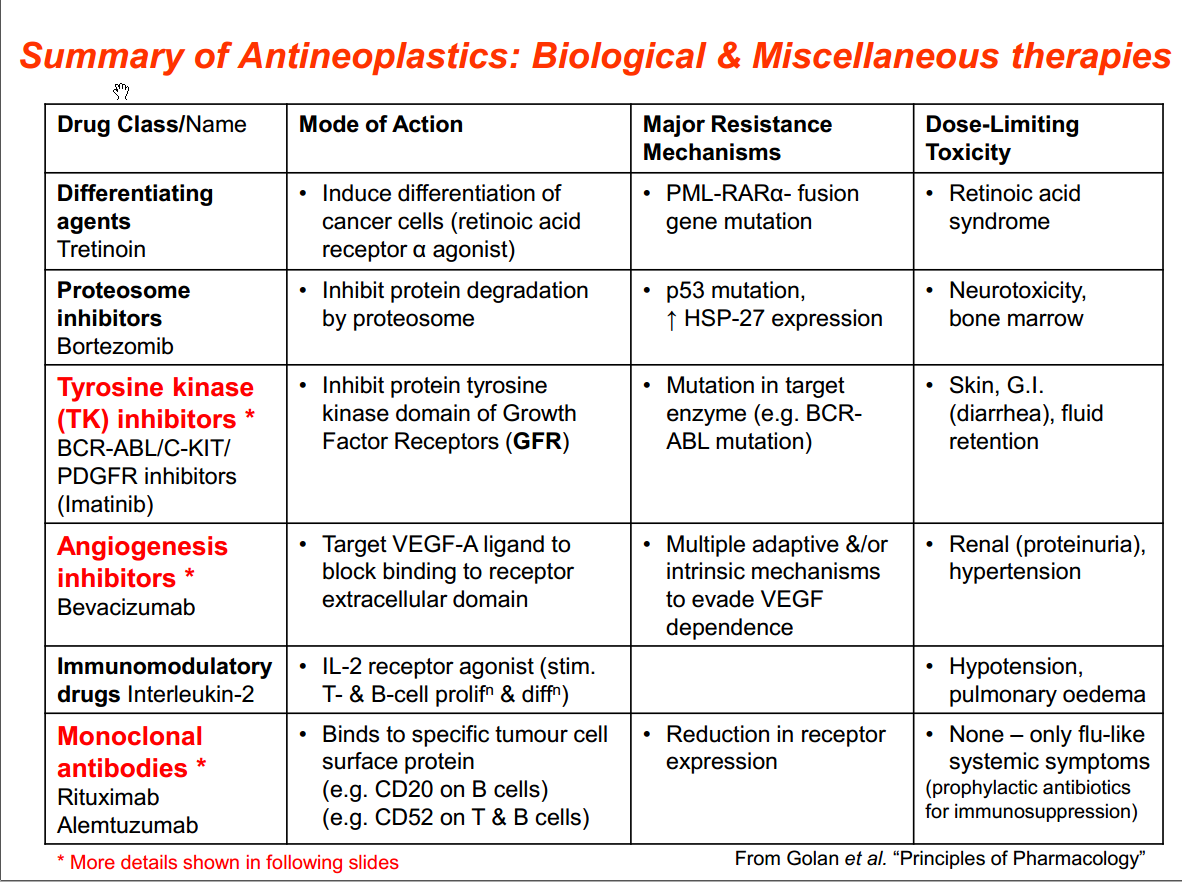 Summary of Antineoplastics: Biological & Miscellaneous therapies
Drug Class/Name
Mode of Action
Major Resistance
Mechanisms
Dose-Limiting
Toxicity
Differentiating
agents
Tretinoin
• Induce differentiation of
cancer cells (retinoic acid
receptor α agonist)
• PML-RARα- fusion
gene mutation
• Retinoic acid
syndrome
Proteosome
inhibitors
Bortezomib
• Inhibit protein degradation
by proteosome
• p53 mutation,
↑ HSP-27 expression
• Neurotoxicity,
bone marrow
Tyrosine kinase
(TK) inhibitors *
BCR-ABL/C-KIT/
PDGFR inhibitors
(Imatinib)
• Inhibit protein tyrosine
kinase domain of Growth
Factor Receptors (GFR)
• Mutation in target
enzyme (e.g. BCR-
ABL mutation)
• Skin, G.I.
(diarrhea), fluid
retention
Angiogenesis
inhibitors *
Bevacizumab
• Target VEGF-A ligand to
block binding to receptor
extracellular domain
• Multiple adaptive &/or
intrinsic mechanisms
to evade VEGF
dependence
• Renal (proteinuria),
hypertension
Immunomodulatory
drugs Interleukin-2
• IL-2 receptor agonist (stim.
T- & B-cell prolifⁿ & diffⁿ)
• Hypotension,
pulmonary oedema
Monoclonal
antibodies *
Rituximab
Alemtuzumab
• Binds to specific tumour cell
surface protein
(e.g. CD20 on B cells)
(e.g. CD52 on T & B cells)
• Reduction in receptor
expression
• None – only flu-like
systemic symptoms
(prophylactic antibiotics
for immunosuppression)
* More details shown in following slides
From Golan et al. “Principles of Pharmacology”